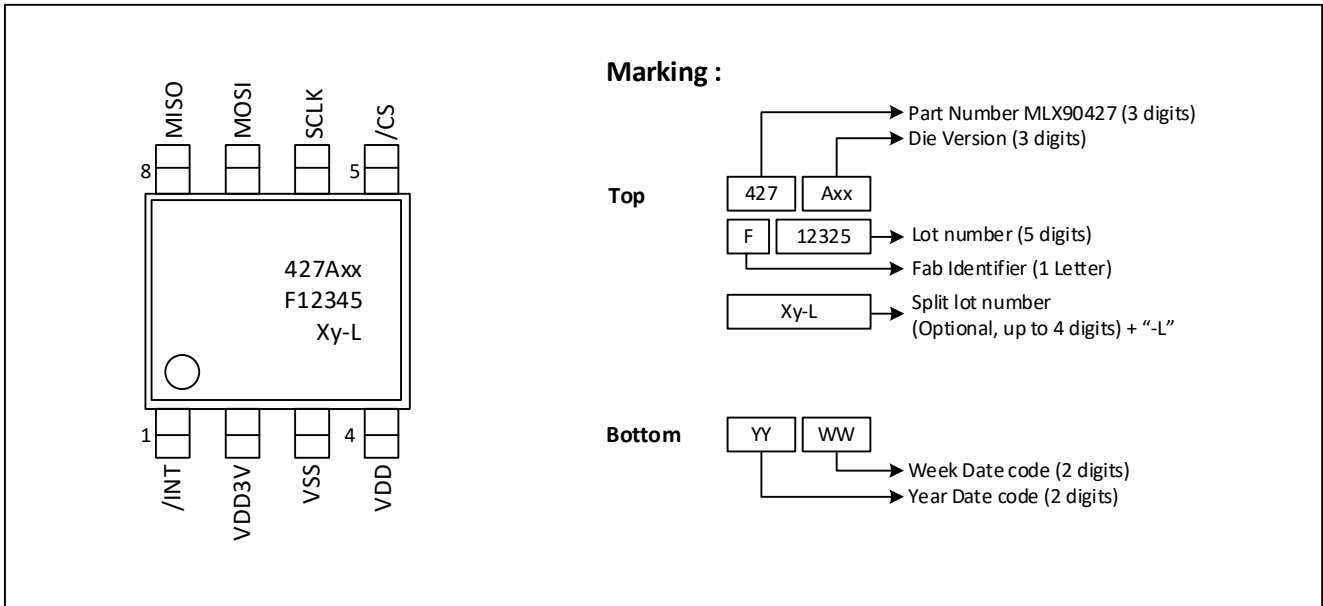 MISO
MOSI
SCLK
/CS
8
5
427Axx
F12345
Xy-L
1
4
/INT
VDD3V
VSS
VDD
Marking :
Part Number MLX90427 (3 digits)
Die Version (3 digits)
Top
427
Axx
F
12325
Lot number (5 digits)
Fab Identifier (1 Letter)
Xy-L
Split lot number
(Optional, up to 4 digits) + “-L”
Bottom
YY
WW
Week Date code (2 digits)
Year Date code (2 digits)